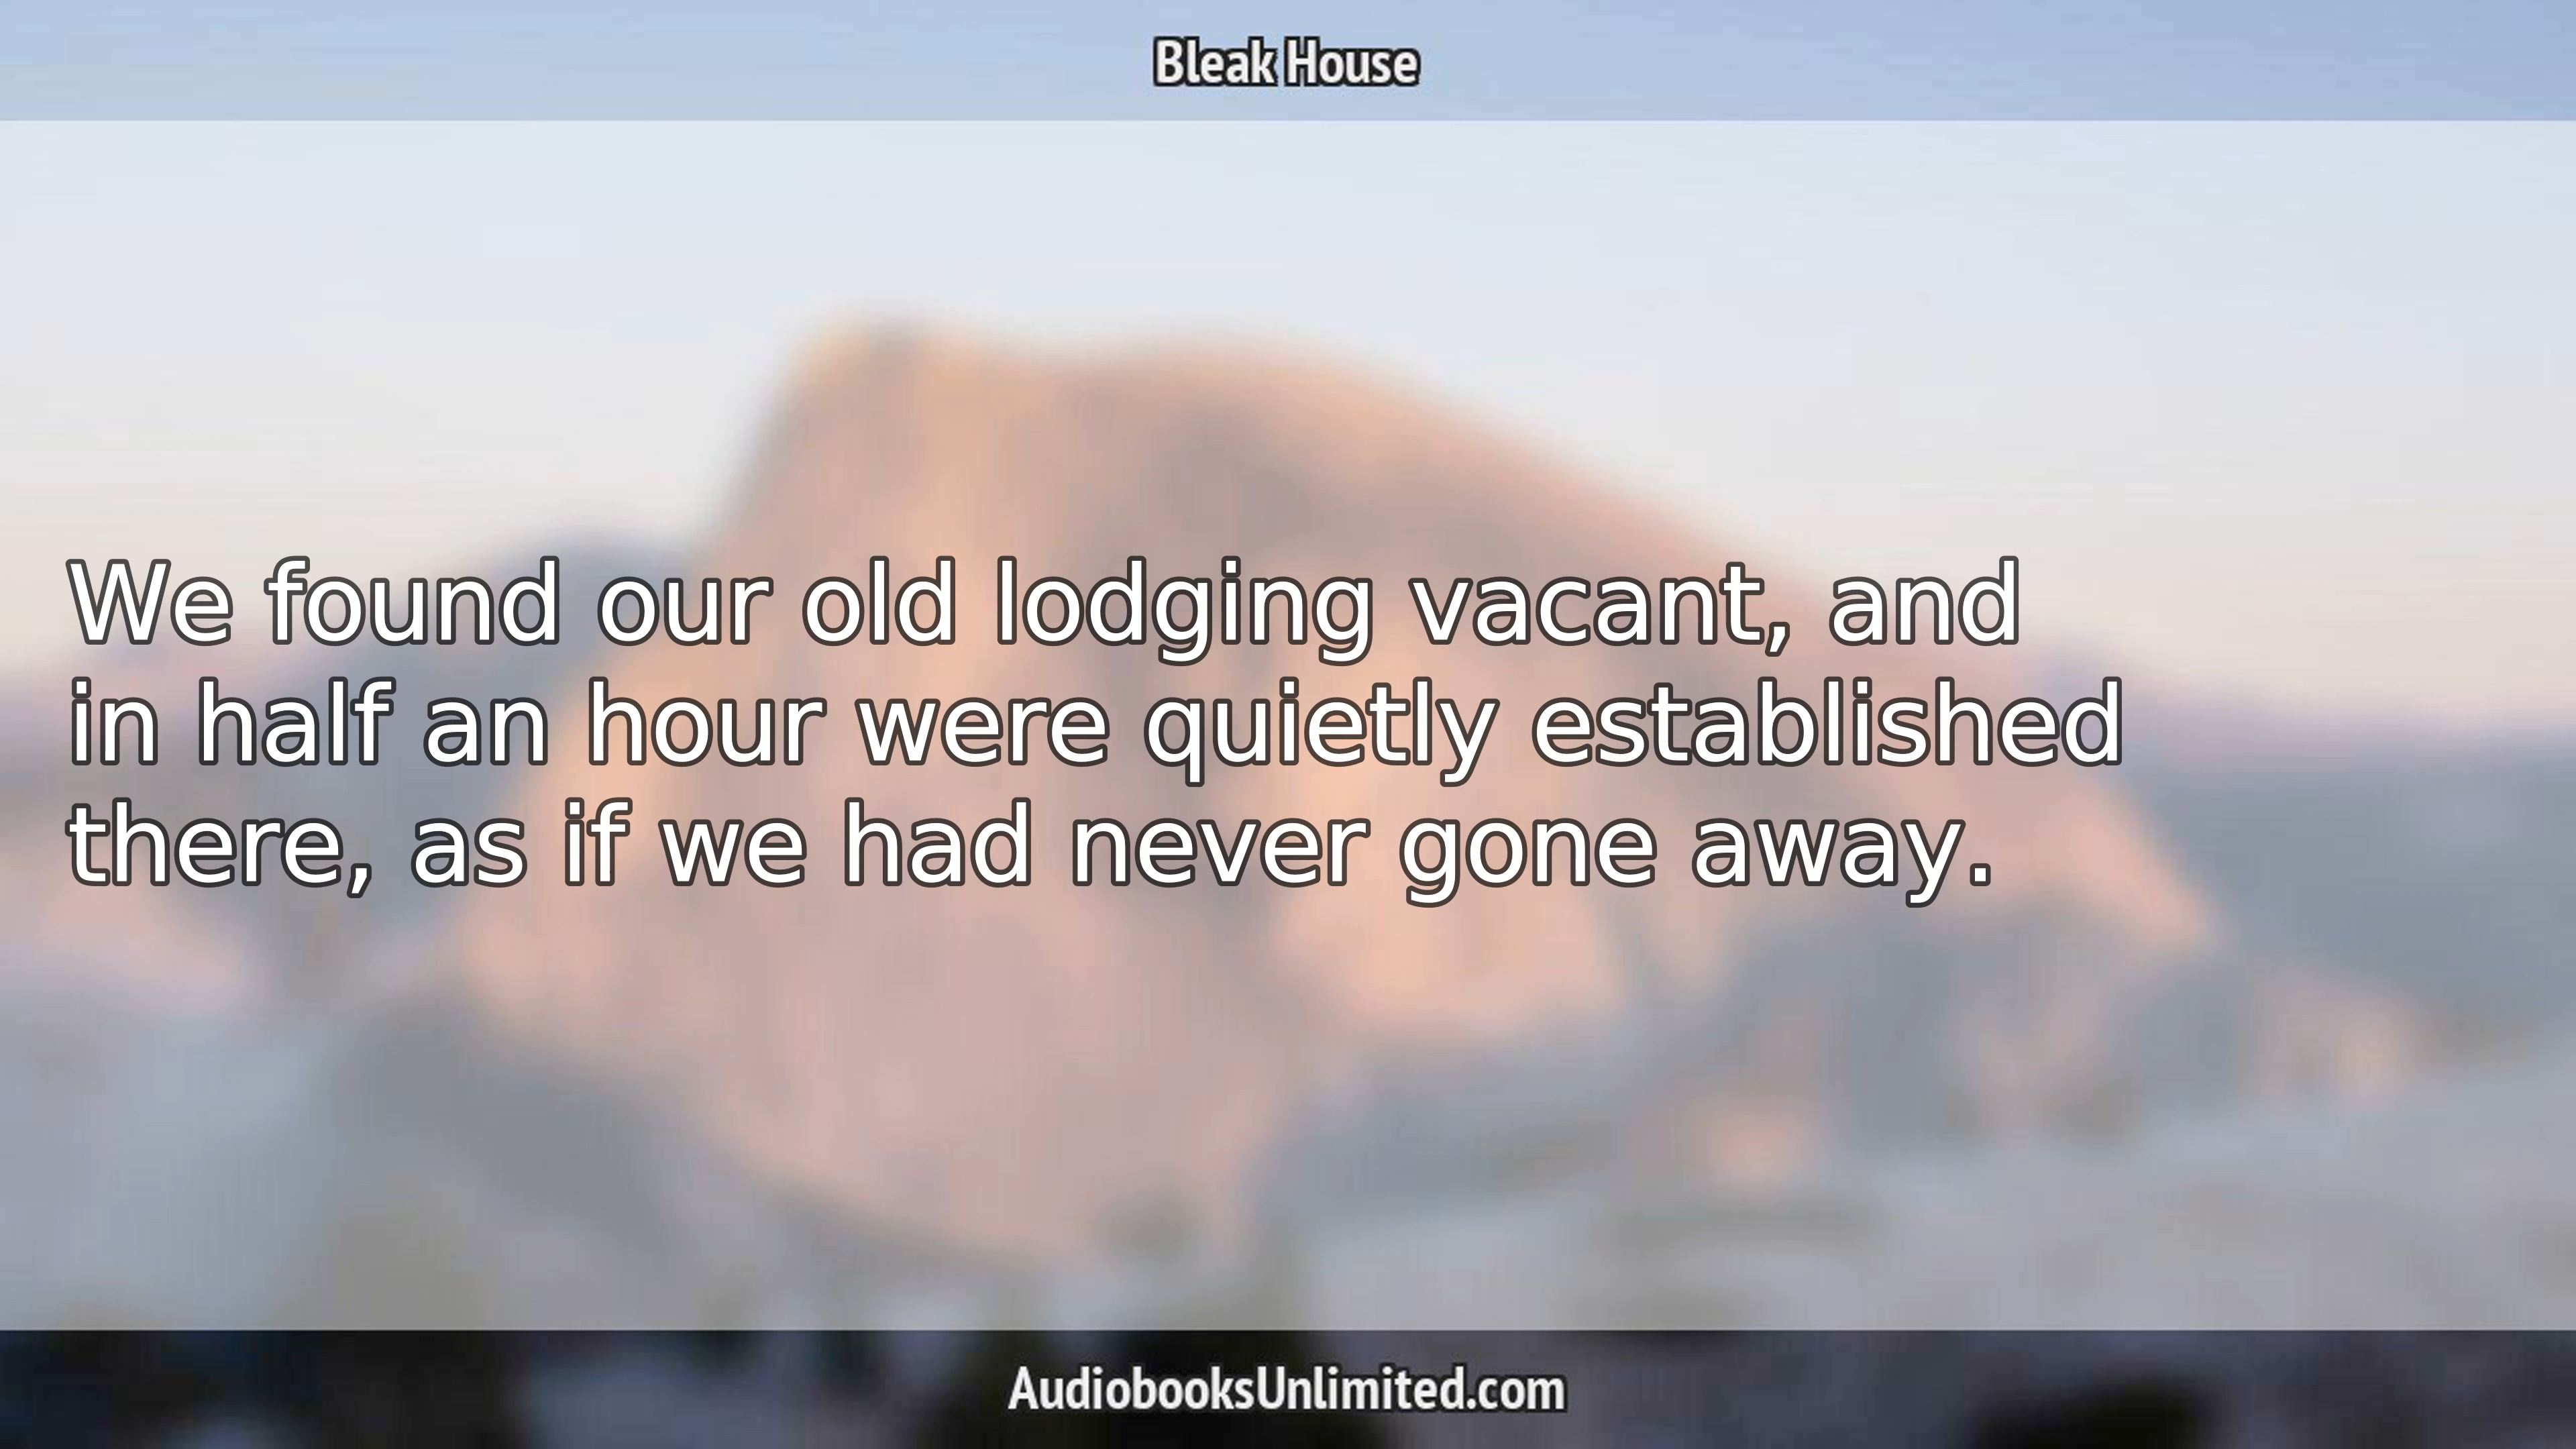 Bleak House
We found our old lodging vacant, and
in half an hour were quietly established
there, as if we had never gone away.
AudiobooksUnlimited.com